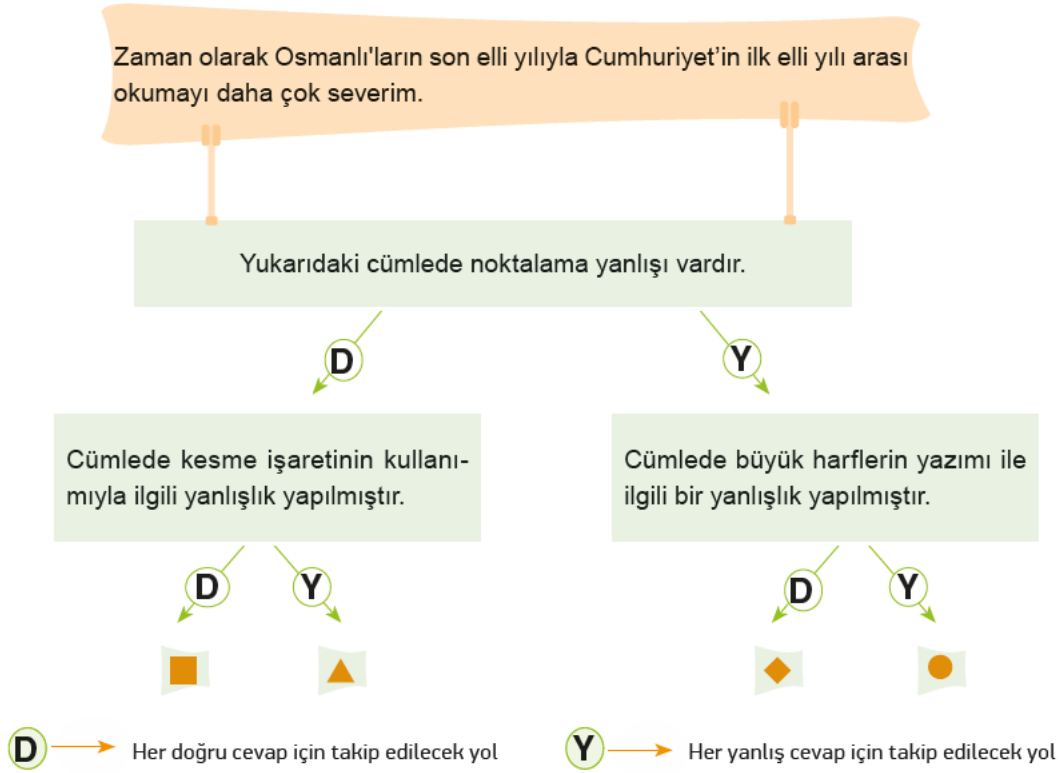 Zaman olarak Osmanlı'ların son elli yılıyla Cumhuriyet’in ilk elli yılı arası
okumayı daha çok severim.
Yukarıdaki cümlede noktalama yanlışı vardır.
D
Y
Cümlede kesme işaretinin kullanı-
mıyla ilgili yanlışlık yapılmıştır.
Cümlede büyük harflerin yazımı ile
ilgili bir yanlışlık yapılmıştır.
D
Y
D
Y
D
Her doğru cevap için takip edilecek yol
Y
Her yanlış cevap için takip edilecek yol